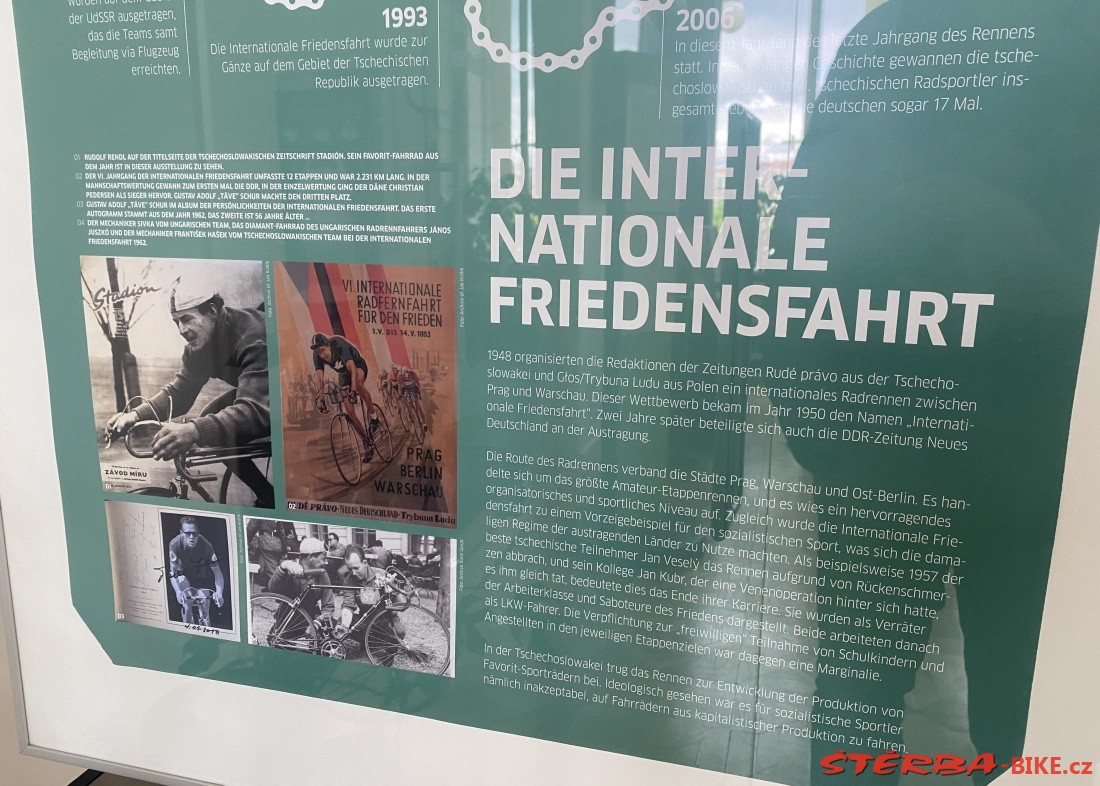 der UdSSR ausgetragen,
das die Teams samt
Begleitung via Flugzeug
erreichten.
1993
Die Internationale Friedensfahrt wurde zur
Gänze auf dem Gebiet der Tschechischen
Republik ausgetragen.
2006
In diesem Jahr fand der letzte Jahrgang des Rennens
statt. In seiner langen Geschichte gewannen die tsche-
choslowakischen bzw. tschechischen Radsportler ins-
gesamt die deutschen sogar 17 Mal.
01 RUDOLF RENDL AUF DER TITELSEITE DER TSCHECHOSLOWAKISCHEN ZEITSCHRIFT STADIÓN. SEIN FAVORIT-FAHRRAD AUS
DEM JAHR IST IN DIESER AUSSTELLUNG ZU SEHEN.
02 DER VI. JAHRGANG DER INTERNATIONALEN FRIEDENSFAHRT UMFASSTE 12 ETAPPEN UND WAR 2.231 KM LANG. IN DER
MANNSCHAFTSWERTUNG GEWANN ZUM ERSTEN MAL DIE DDR, IN DER EINZELWERTUNG GING DER DÄNE CHRISTIAN
PEDERSEN ALS SIEGER HERVOR. GUSTAV ADOLF „TÄVE" SCHUR MACHTE DEN DRITTEN PLATZ.
03 GUSTAV ADOLF „TÄVE" SCHUR IM ALBUM DER PERSÖNLICHKEITEN DER INTERNATIONALEN FRIEDENSFAHRT. DAS ERSTE
AUTOGRAMM STAMMT AUS DEM JAHR 1962, DAS ZWEITE IST 56 JAHRE ÄLTER ...
04 DER MECHANIKER SIVKA VOM UNGARISCHEN TEAM, DAS DIAMANT-FAHRRAD DES UNGARISCHEN RADRENNFAHRERS JÁNOS
JUSZKÓ UND DER MECHANIKER FRANTIŠEK HAŠEK VOM TSCHECHOSLOWAKISCHEN TEAM BEI DER INTERNATIONALEN
FRIEDENSFAHRT 1962.
Stadion
ZÁVOD MÍRU
01
VI. INTERNATIONALE
RADFERNFAHRT
FÜR DEN FRIEDEN
1.V. BIS 14.V.1953
PRAG
BERLIN
WARSCHAU
02
DÉ PRÁVO-NEUES DEUTSCHLAND-Trybuna Ludu
03
DIE INTER-
NATIONALE
FRIEDENSFAHRT
1948 organisierten die Redaktionen der Zeitungen Rudé právo aus der Tschecho-
slowakei und Głos/Trybuna Ludu aus Polen ein internationales Radrennen zwischen
Prag und Warschau. Dieser Wettbewerb bekam im Jahr 1950 den Namen „Internati-
onale Friedensfahrt". Zwei Jahre später beteiligte sich auch die DDR-Zeitung Neues
Deutschland an der Austragung.
Die Route des Radrennens verband die Städte Prag, Warschau und Ost-Berlin. Es han-
delte sich um das größte Amateur-Etappenrennen, und es wies ein hervorragendes
organisatorisches und sportliches Niveau auf. Zugleich wurde die Internationale Frie-
densfahrt zu einem Vorzeigebeispiel für den sozialistischen Sport, was sich die dama-
ligen Regime der austragenden Länder zu Nutze machten. Als beispielsweise 1957 der
beste tschechische Teilnehmer Jan Veselý das Rennen aufgrund von Rückenschmer-
zen abbrach, und sein Kollege Jan Kubr, der eine Venenoperation hinter sich hatte,
es ihm gleich tat, bedeutete dies das Ende ihrer Karriere. Sie wurden als Verräter
der Arbeiterklasse und Saboteure des Friedens dargestellt. Beide arbeiteten danach
als LKW-Fahrer. Die Verpflichtung zur „freiwilligen" Teilnahme von Schulkindern und
Angestellten in den jeweiligen Etappenzielen war dagegen eine Marginalie.
In der Tschechoslowakei trug das Rennen zur Entwicklung der Produktion von
Favorit-Sporträdern bei. Ideologisch gesehen war es für sozialistische Sportler
nämlich inakzeptabel, auf Fahrrädern aus kapitalistischer Produktion zu fahren.
ŠTĚRBA-BIKE.cz